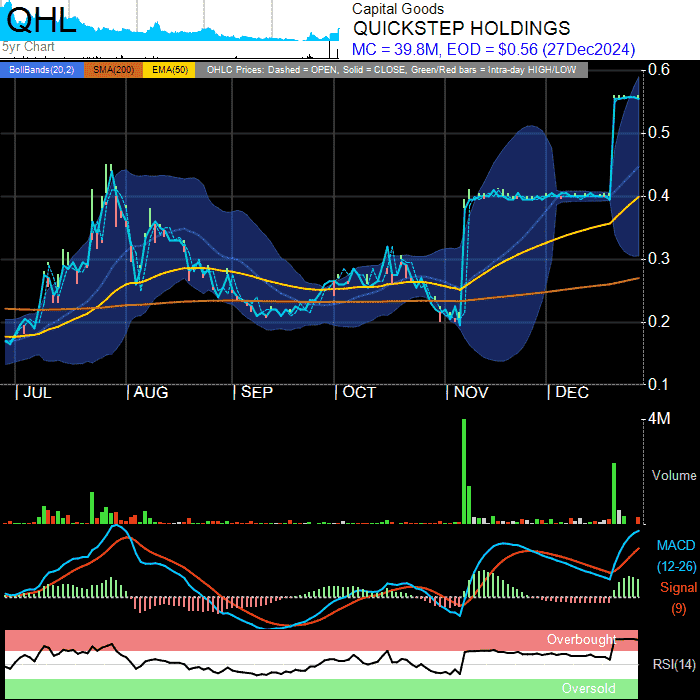 QHL
5yr Chart
Capital Goods
QUICKSTEP HOLDINGS
MC = 39.8M, EOD = $0.56 (27Dec2024)
BollBands(20,2) SMA(200) EMA(50) OHLC Prices: Dashed = OPEN, Solid = CLOSE, Green/Red bars = Intra-day HIGH/LOW
0.6
0.5
0.4
0.3
0.2
0.1
JUL AUG SEP OCT NOV DEC
4M
Volume
MACD
(12-26)
Signal
(9)
Overbought
RSI(14)
Oversold